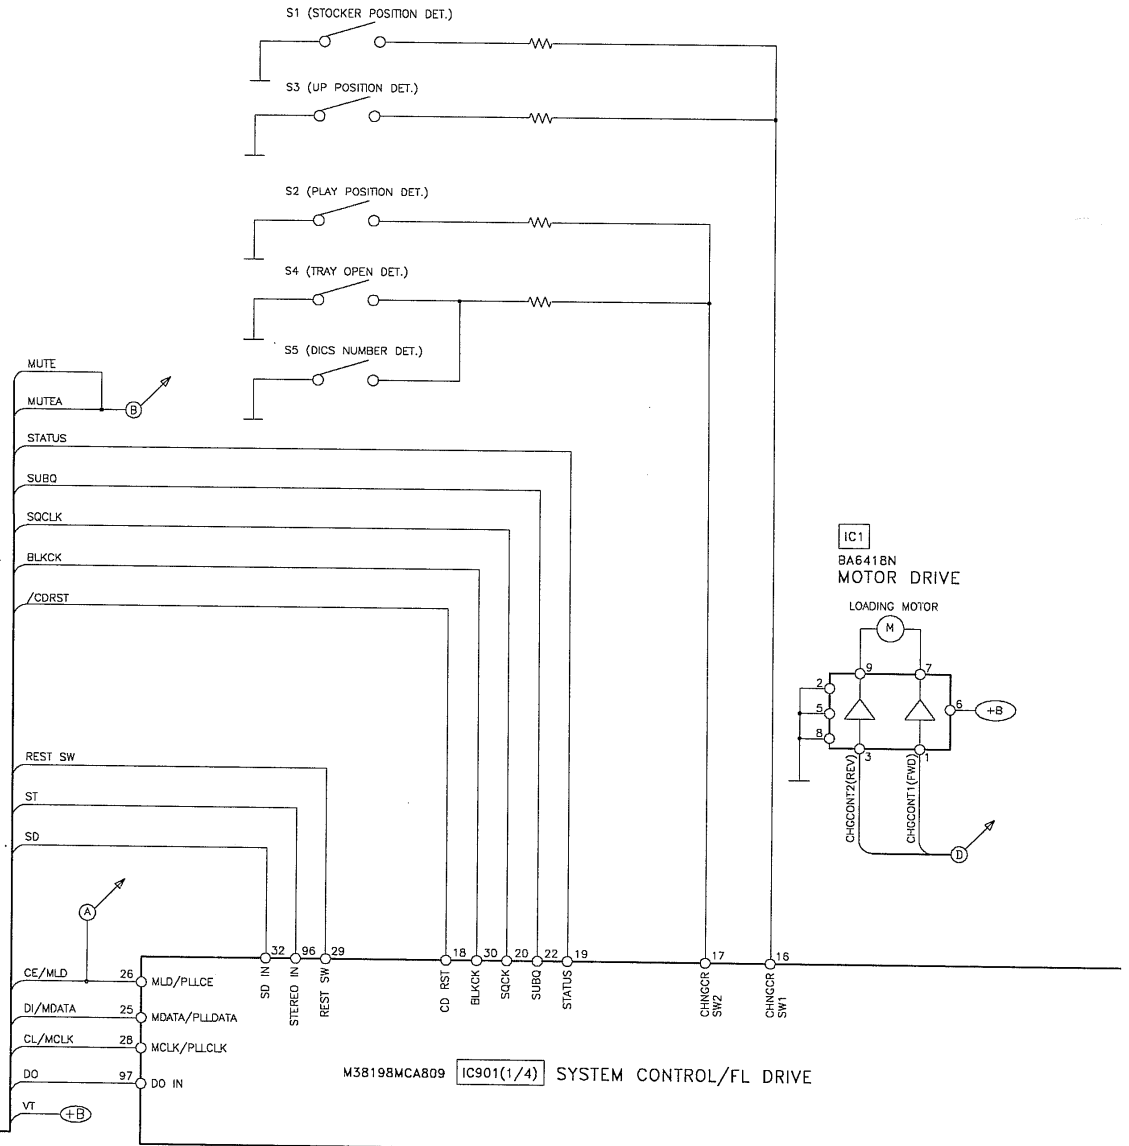 S1 (STOCKER POSITION DET.)
S3 (UP POSITION DET.)
S2 (PLAY POSITION DET.)
S4 (TRAY OPEN DET.)
S5 (DICS NUMBER DET.)
MUTE
MUTEA
B
STATUS
SUBQ
SQCLK
BLKCK
/CDRST
IC1
BA6418N
MOTOR DRIVE
LOADING MOTOR
M
9
7
2
5
8
6
+B
3
1
CHGCONT2(REV)
CHGCONT1(FWD)
D
REST SW
ST
SD
A
32
96
29
18
30
20
22
19
17
16
SD IN
STEREO IN
REST SW
CD RST
BLKCK
SQCK
SUBQ
STATUS
CHNGCR
SW2
CHNGCR
SW1
CE/MLD
26
MLD/PLLCE
DI/MDATA
25
MDATA/PLLDATA
CL/MCLK
28
MCLK/PLLCLK
DO
97
DO IN
VT
+B
M38198MCA809
IC901(1/4)
SYSTEM CONTROL/FL DRIVE